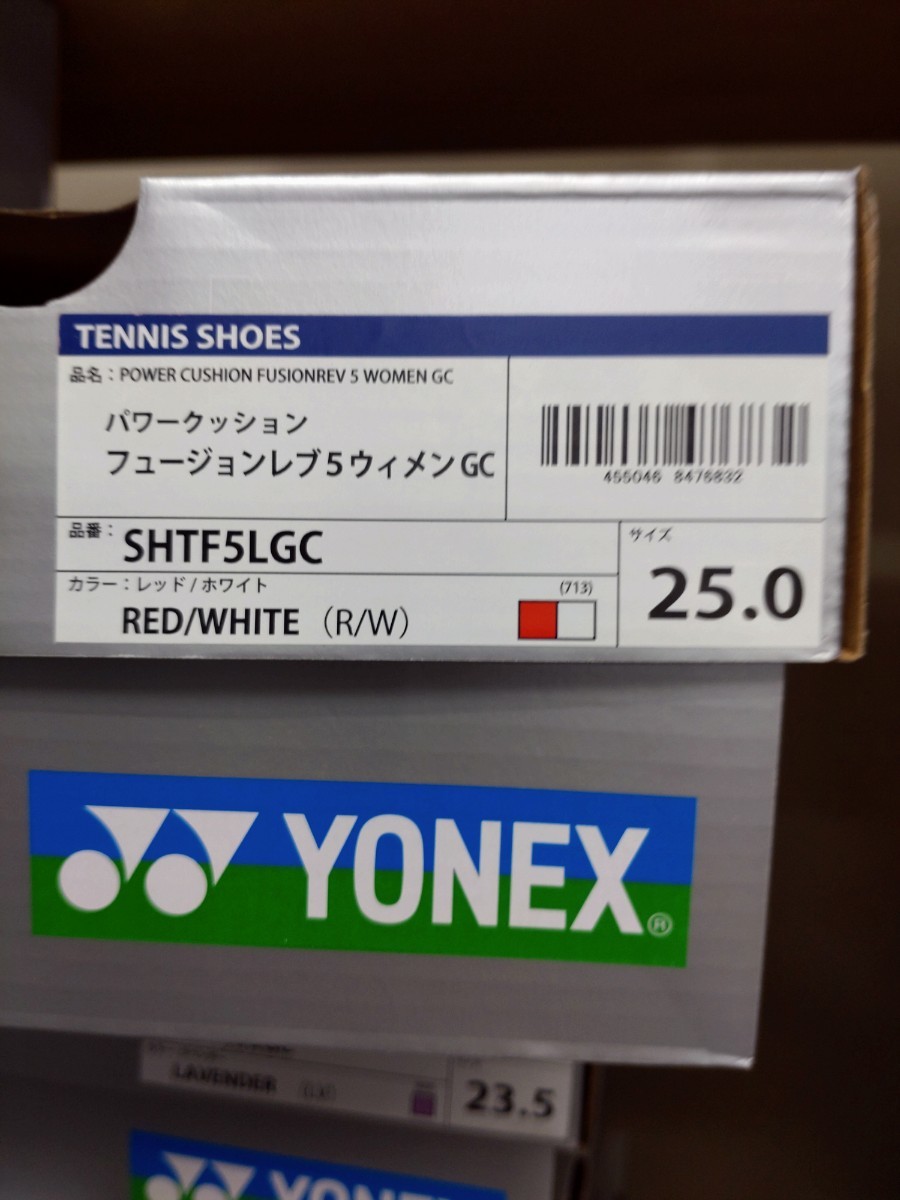 TENNIS SHOES
品名：POWER CUSHION FUSIONREV 5 WOMEN GC
パワークッション
フュージョンレブ5ウィメンGC
455046 8476832
品番：
SHTF5LGC
サイズ
25.0
カラー：レッド/ホワイト
(713)
RED/WHITE（R/W）
YONEX®
LAVENDER
23.5
YONEX